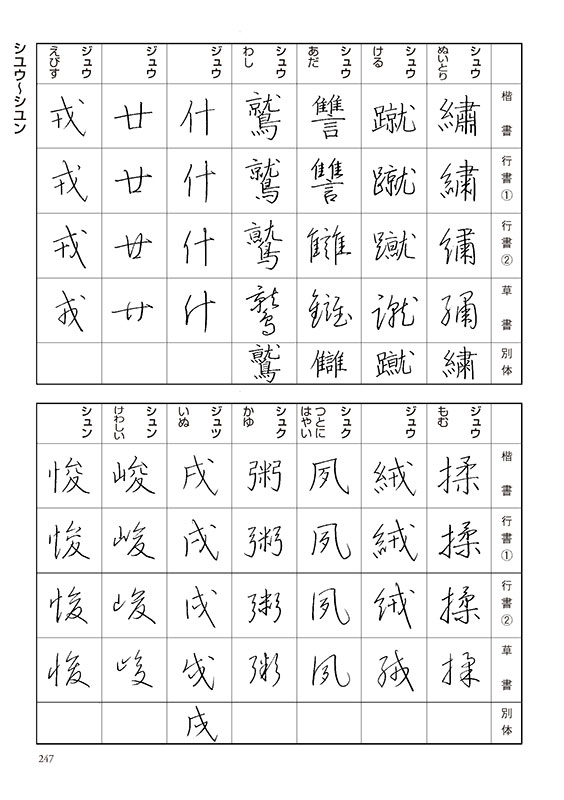 シユウ～シユン
楷書 行書① 行書② 草書 別体
シュウ
ぬいとり
繡 繡 繡 繡 繍
シュウ
ける
蹴 蹴 蹴 蹴 蹴
シュウ
あだ
讐 讐 讎 讎 讎
シュウ
わし
鷲 鷲 鷲 鷲 鷲
ジュウ
什 什 什 什
ジュウ
廿 廿 廿 廿
ジュウ
えびす
戎 戎 戎 戎
楷書 行書① 行書② 草書 別体
ジュウ
もむ
揉 揉 揉 揉
ジュウ
絨 絨 絨 絨
シュク
つとに
はやい
夙 夙 夙 夙
シュク
かゆ
粥 粥 粥 粥
ジュツ
いぬ
戌 戌 戌 戌 戌
シュン
けわしい
峻 峻 峻 峻
シュン
悛 悛 悛 悛
247